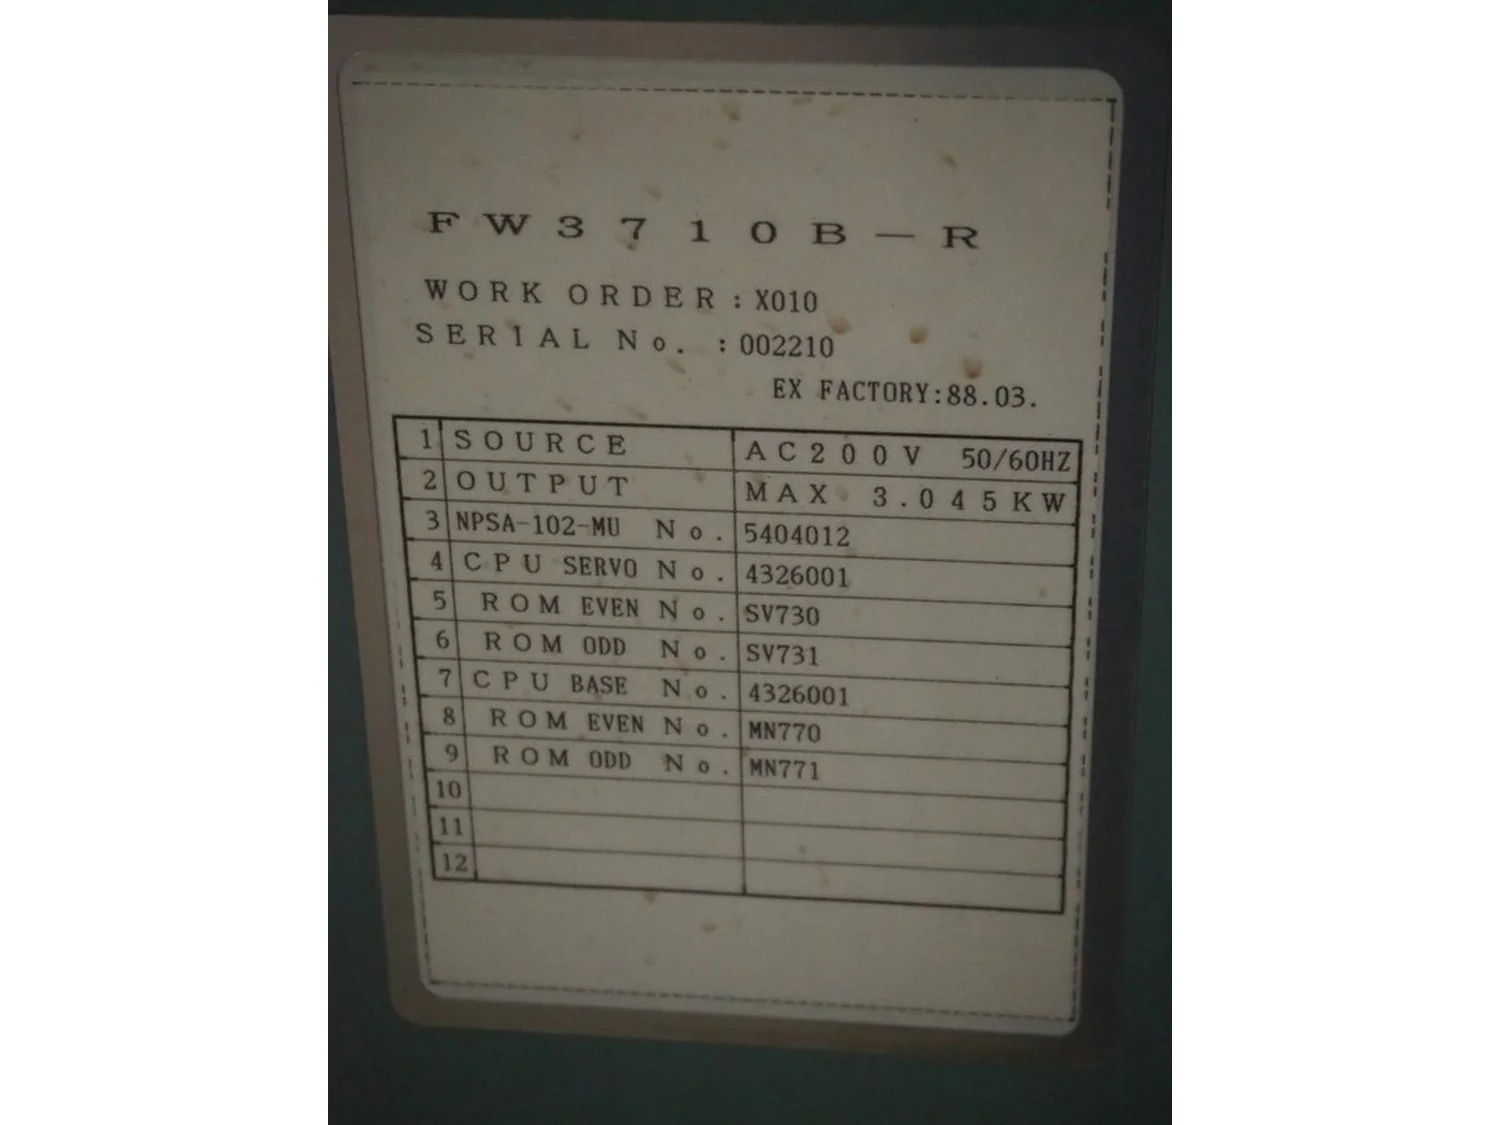 FW3710B-R
WORK ORDER:X010
SERIAL No. :002210
EX FACTORY:88.03.
1 SOURCE AC200V 50/60HZ
2 OUTPUT MAX 3.045KW
3 NPSA-102-MU No. 5404012
4 CPU SERVO No. 4326001
5 ROM EVEN No. SV730
6 ROM ODD No. SV731
7 CPU BASE No. 4326001
8 ROM EVEN No. MN770
9 ROM ODD No. MN771
10
11
12